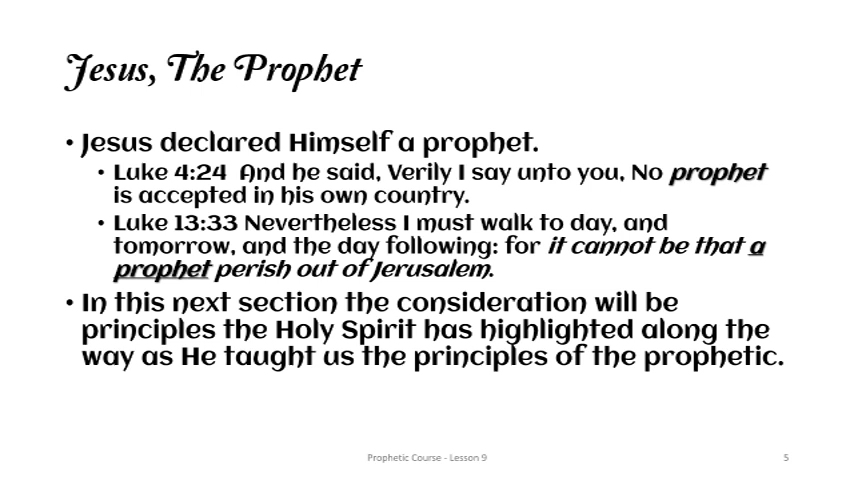 Jesus, The Prophet
• Jesus declared Himself a prophet.
• Luke 4:24  And he said, Verily I say unto you, No prophet
is accepted in his own country.
• Luke 13:33 Nevertheless I must walk to day, and
tomorrow, and the day following: for it cannot be that a
prophet perish out of Jerusalem.
• In this next section the consideration will be
principles the Holy Spirit has highlighted along the
way as He taught us the principles of the prophetic.
Prophetic Course - Lesson 9
5